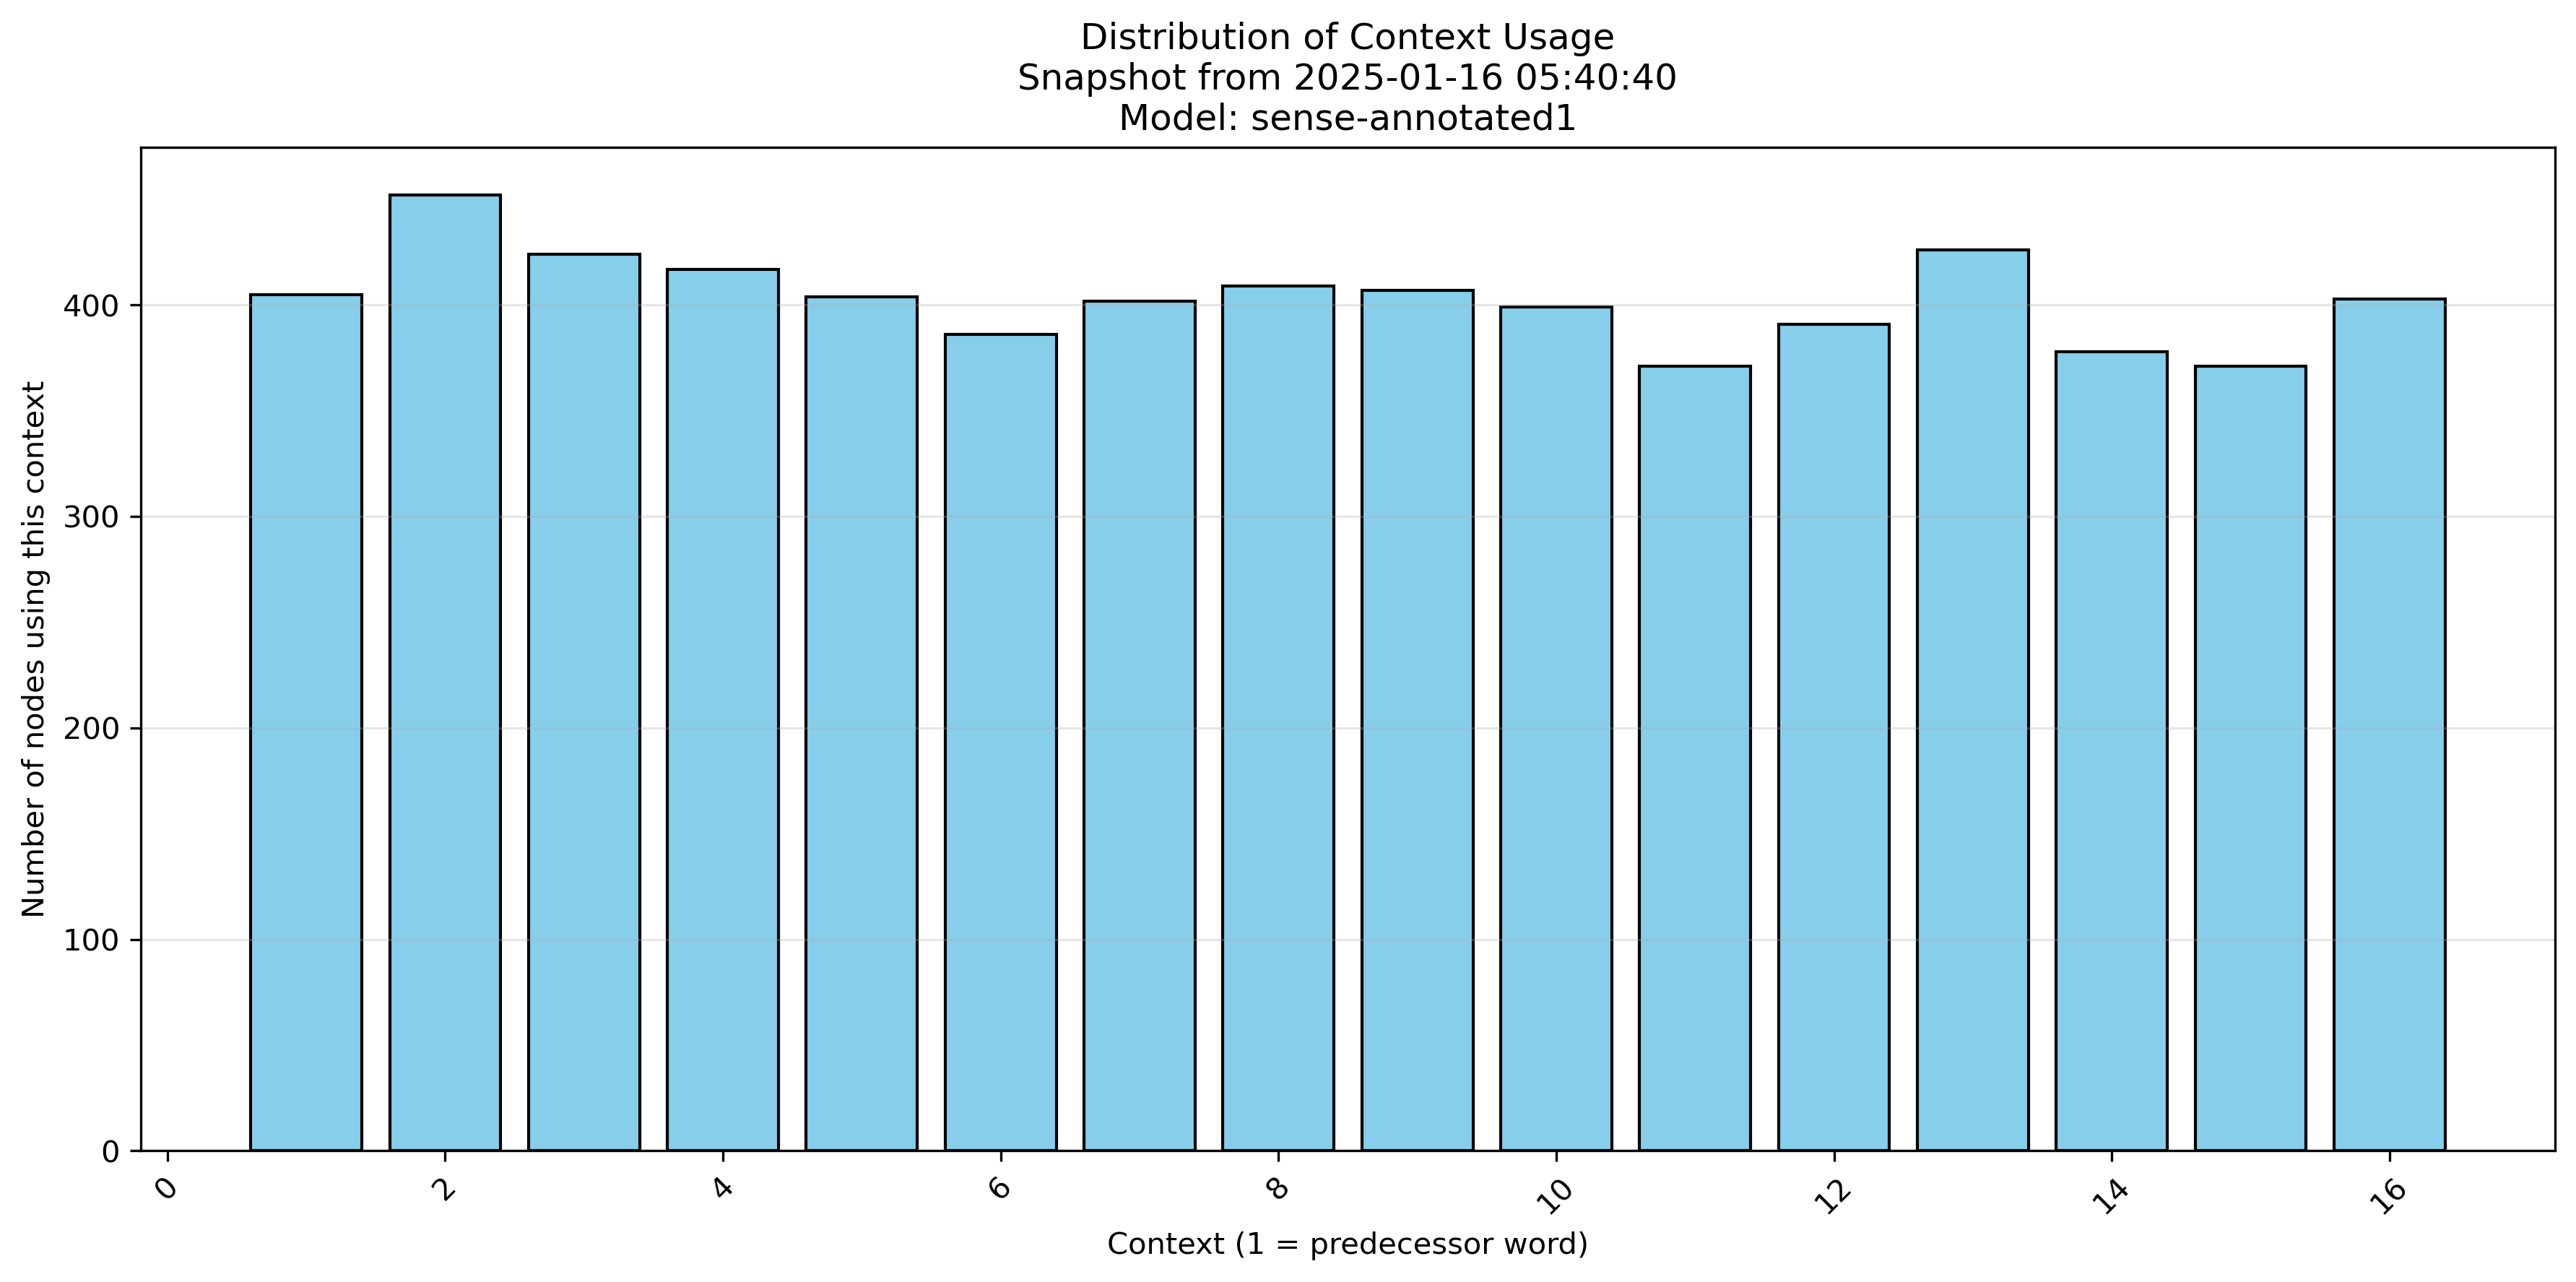 Distribution of Context Usage
Snapshot from 2025-01-16 05:40:40
Model: sense-annotated1
Number of nodes using this context
400
300
200
100
0
0 2 4 6 8 10 12 14 16
Context (1 = predecessor word)